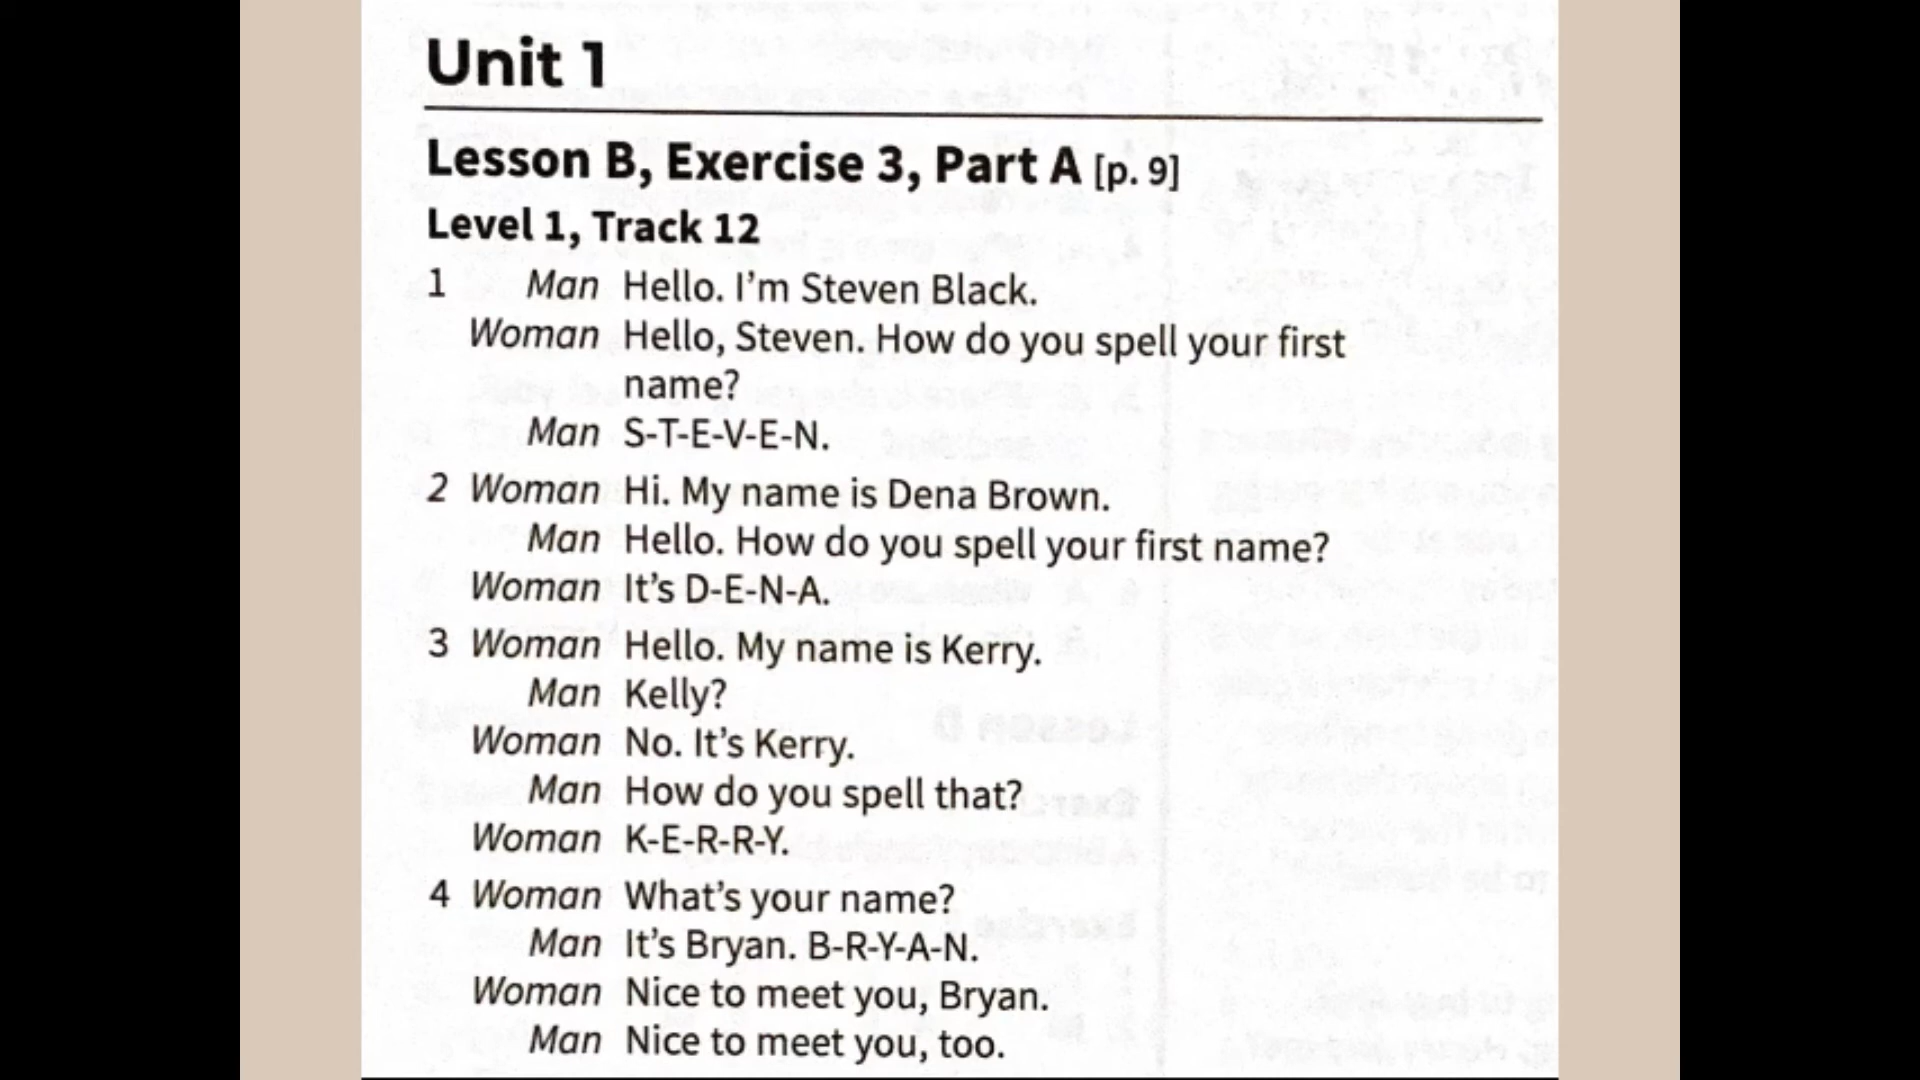 Unit 1
Lesson B, Exercise 3, Part A [p. 9]
Level 1, Track 12
1 Man Hello. I'm Steven Black.
Woman Hello, Steven. How do you spell your first
name?
Man S-T-E-V-E-N.
2 Woman Hi. My name is Dena Brown.
Man Hello. How do you spell your first name?
Woman It's D-E-N-A.
3 Woman Hello. My name is Kerry.
Man Kelly?
Woman No. It's Kerry.
Man How do you spell that?
Woman K-E-R-R-Y.
4 Woman What's your name?
Man It's Bryan. B-R-Y-A-N.
Woman Nice to meet you, Bryan.
Man Nice to meet you, too.